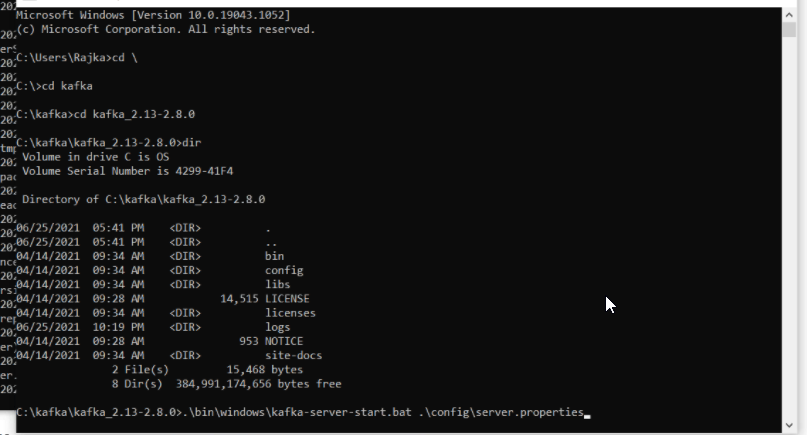 Microsoft Windows [Version 10.0.19043.1052]
(c) Microsoft Corporation. All rights reserved.
C:\Users\Rajka>cd \
C:\>cd kafka
C:\kafka>cd kafka_2.13-2.8.0
C:\kafka\kafka_2.13-2.8.0>dir
Volume in drive C is OS
Volume Serial Number is 4299-41F4
Directory of C:\kafka\kafka_2.13-2.8.0
06/25/2021 05:41 PM <DIR> .
06/25/2021 05:41 PM <DIR> ..
04/14/2021 09:34 AM <DIR> bin
04/14/2021 09:34 AM <DIR> config
04/14/2021 09:34 AM <DIR> libs
04/14/2021 09:28 AM 14,515 LICENSE
04/14/2021 09:34 AM <DIR> licenses
06/25/2021 10:19 PM <DIR> logs
04/14/2021 09:28 AM 953 NOTICE
04/14/2021 09:34 AM <DIR> site-docs
2 File(s) 15,468 bytes
8 Dir(s) 384,991,174,656 bytes free
C:\kafka\kafka_2.13-2.8.0>.\bin\windows\kafka-server-start.bat .\config\server.properties